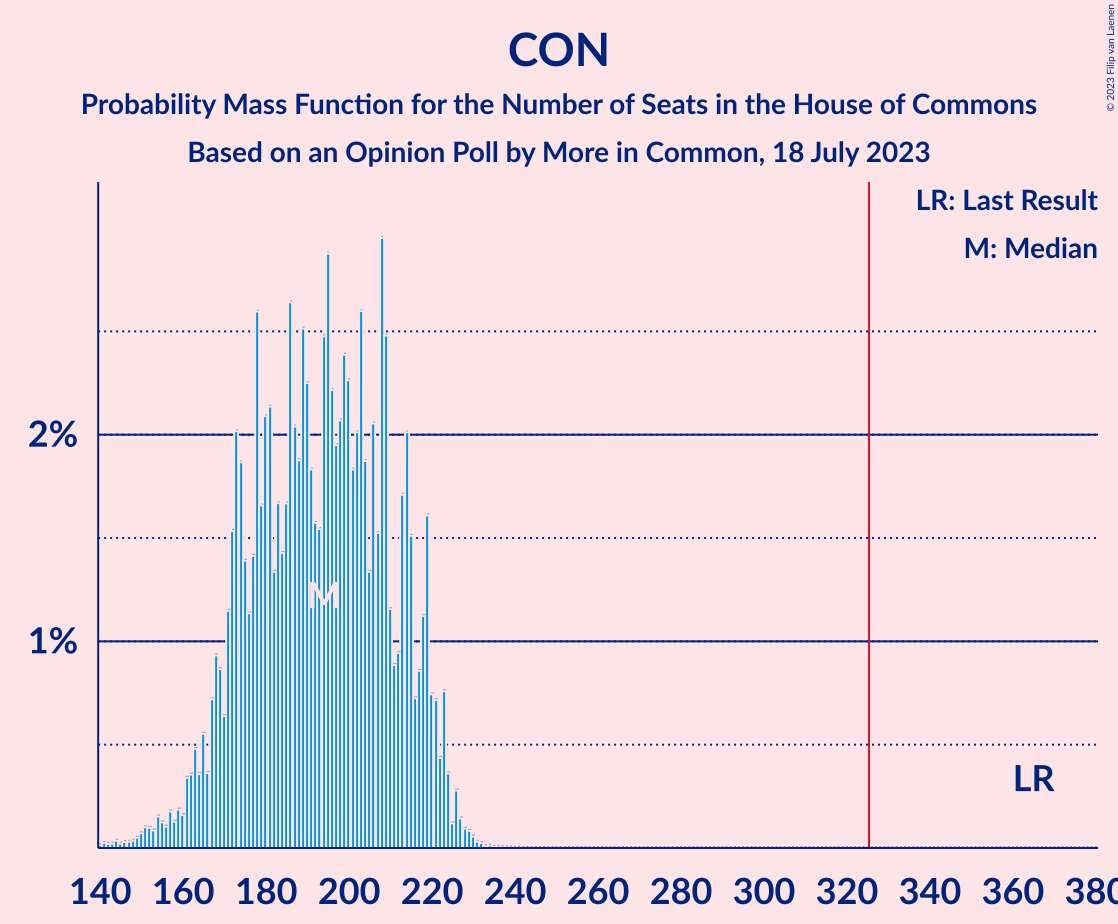 CON
Probability Mass Function for the Number of Seats in the House of Commons
Based on an Opinion Poll by More in Common, 18 July 2023
© 2023 Filip van Laenen
LR: Last Result
M: Median
2%
1%
M
LR
140 160 180 200 220 240 260 280 300 320 340 360 380